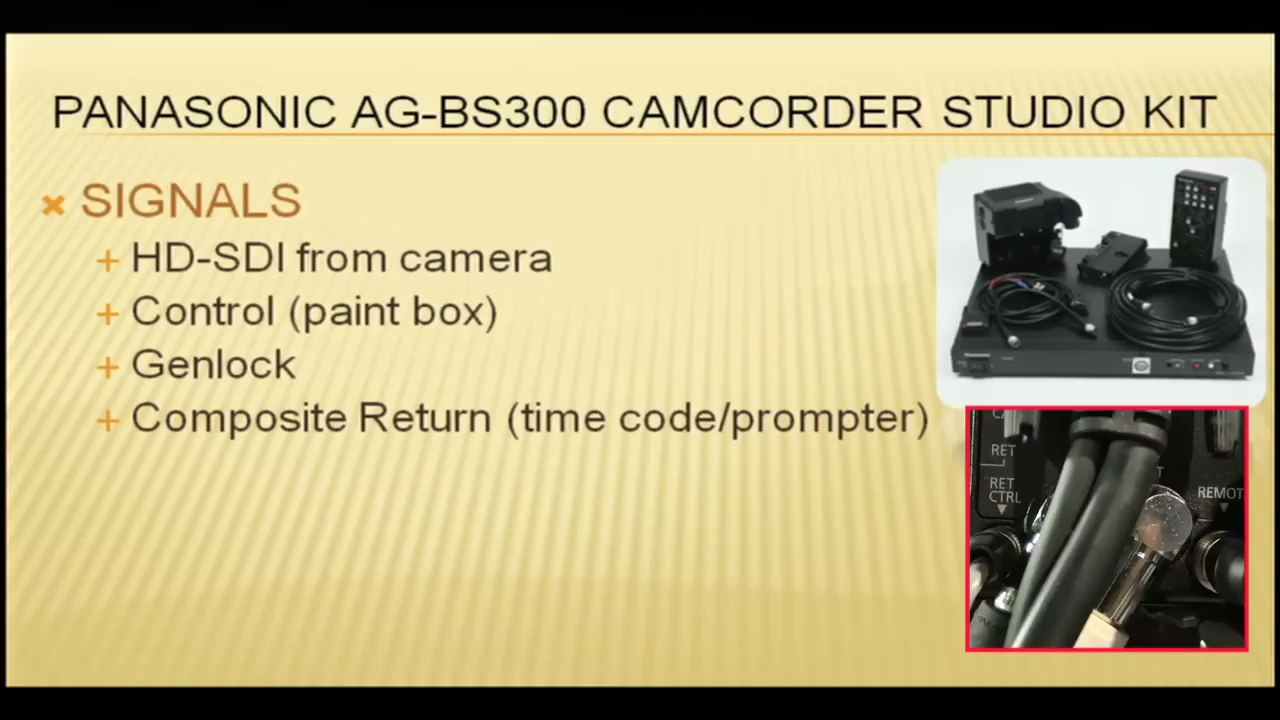 PANASONIC AG-BS300 CAMCORDER STUDIO KIT
SIGNALS
HD-SDI from camera
Control (paint box)
Genlock
Composite Return (time code/prompter)
RET
RET
CTRL
REMOT